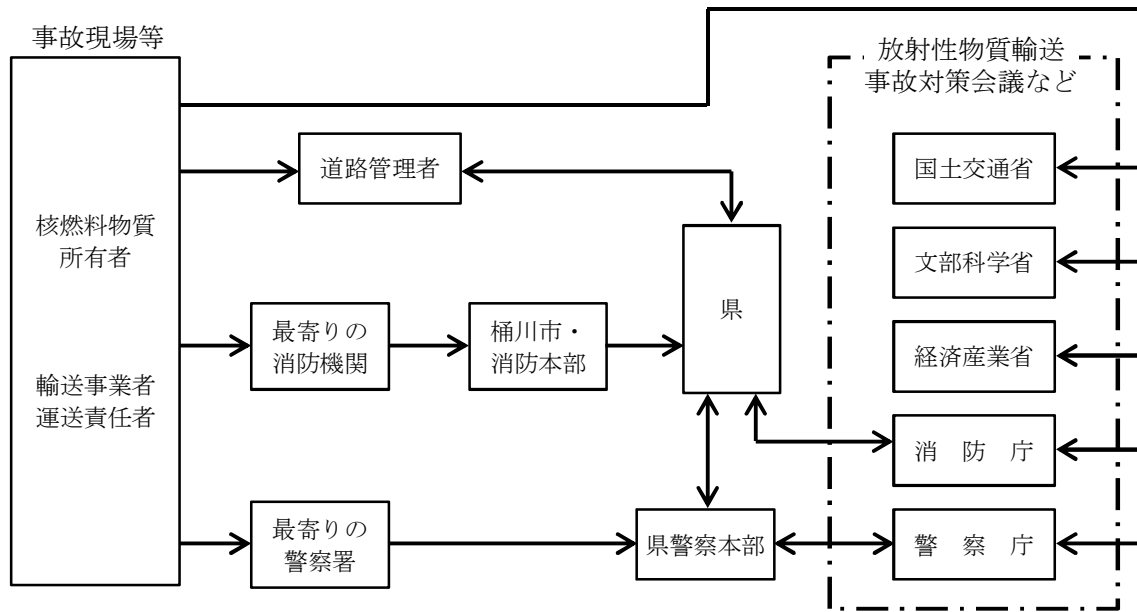 事故現場等
核燃料物質
所有者
輸送事業者
運送責任者
道路管理者
最寄りの
消防機関
桶川市・
消防本部
県
最寄りの
警察署
県警察本部
放射性物質輸送
事故対策会議など
国土交通省
文部科学省
経済産業省
消　防　庁
警　察　庁